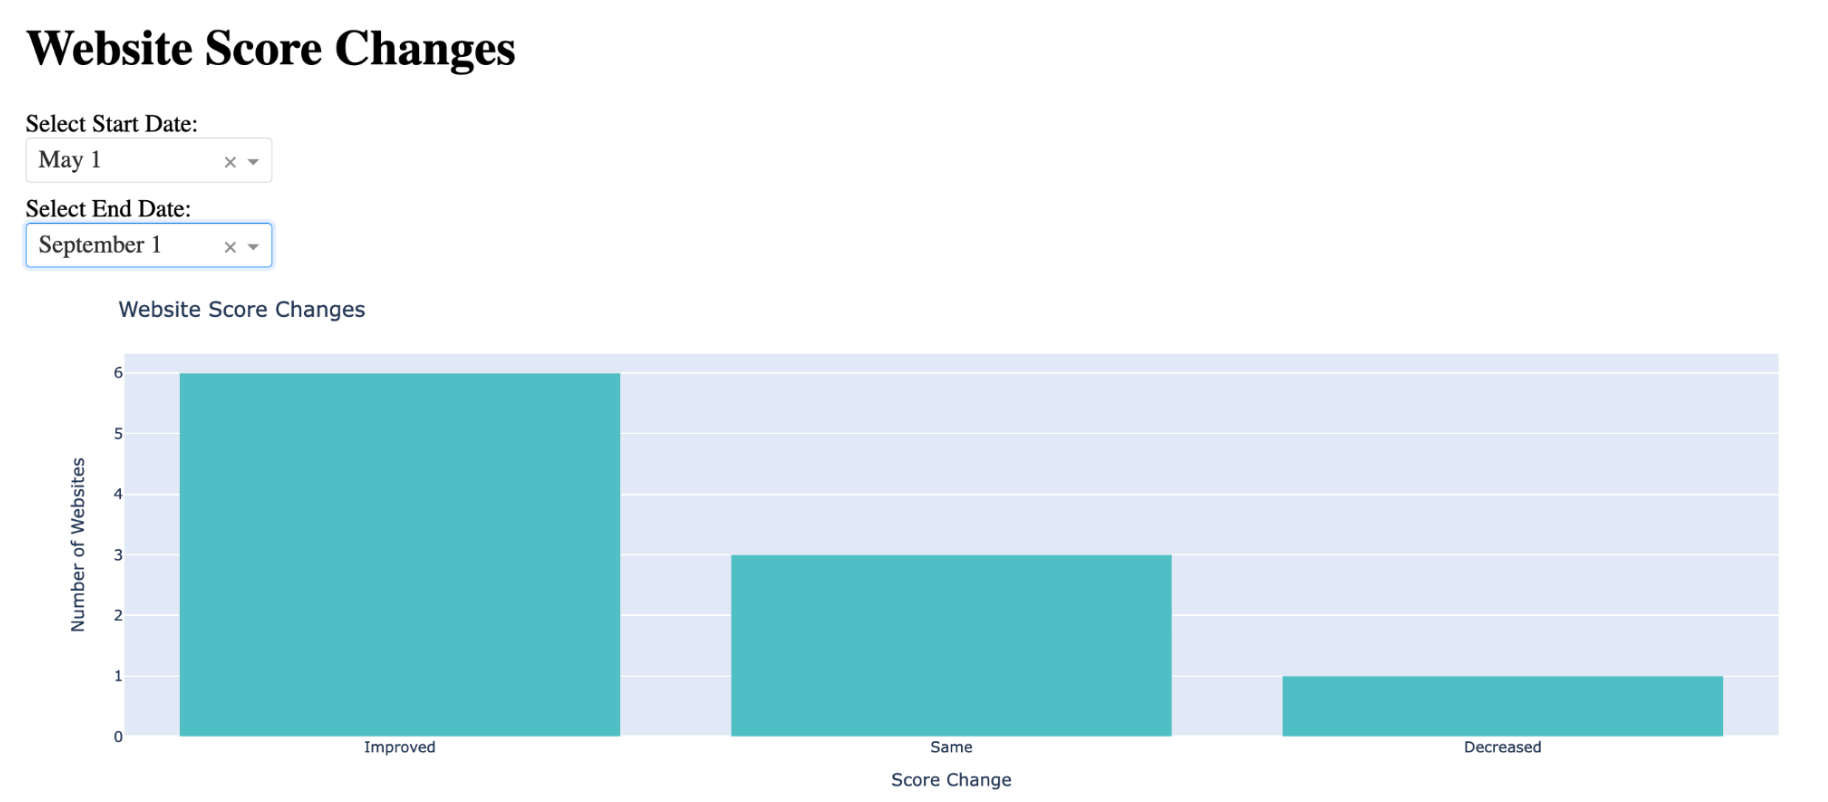 Website Score Changes
Select Start Date:
May 1
Select End Date:
September 1
Website Score Changes
6
5
4
3
2
1
0
Number of Websites
Improved
Same
Decreased
Score Change